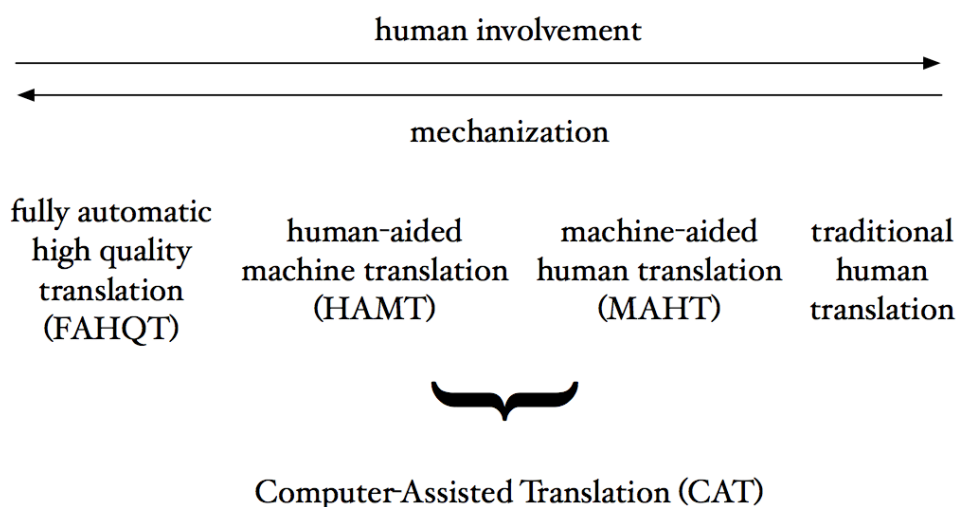 human involvement
mechanization
fully automatic
high quality
translation
(FAHQT)
human-aided
machine translation
(HAMT)
machine-aided
human translation
(MAHT)
traditional
human
translation
Computer-Assisted Translation (CAT)